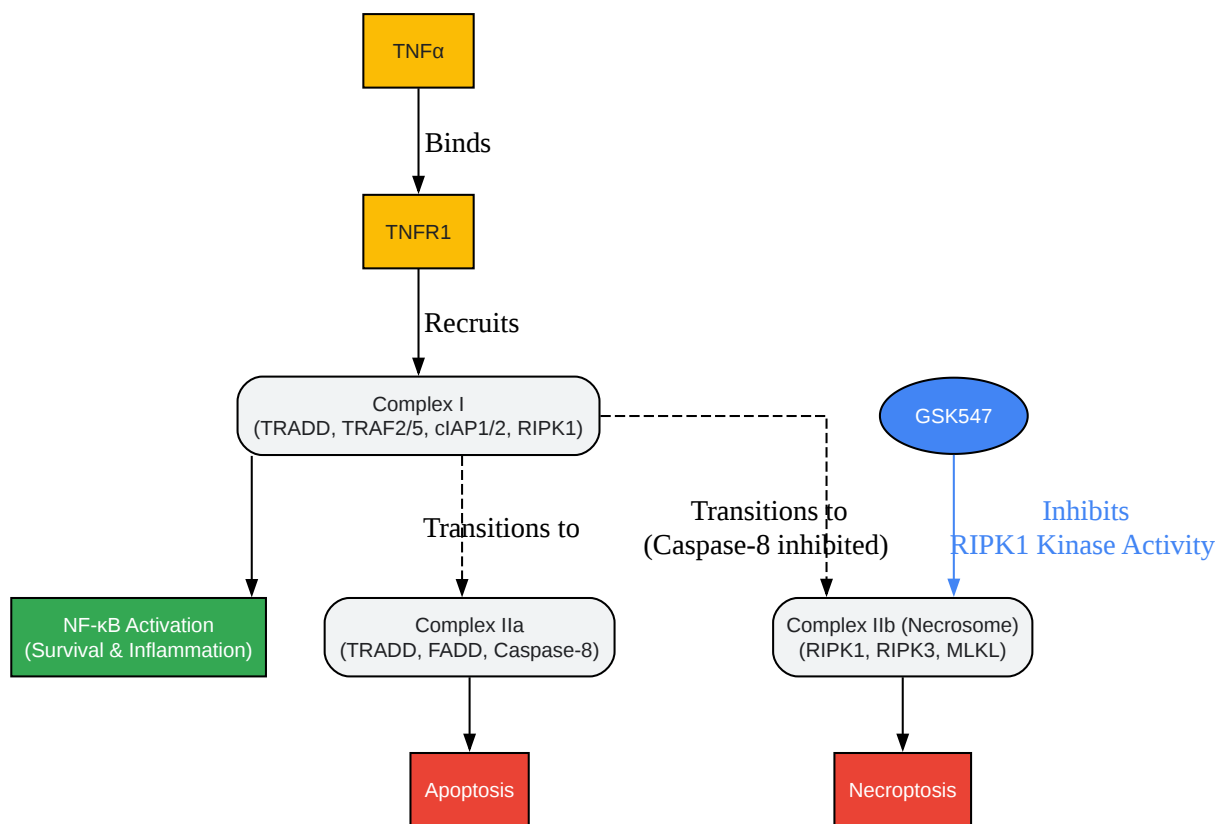 TNFα
Binds
TNFR1
Recruits
Complex I
(TRADD, TRAF2/5, cIAP1/2, RIPK1)
GSK547
Transitions to
Transitions to
(Caspase-8 inhibited)
Inhibits
RIPK1 Kinase Activity
NF-κB Activation
(Survival & Inflammation)
Complex IIa
(TRADD, FADD, Caspase-8)
Complex IIb (Necrosome)
(RIPK1, RIPK3, MLKL)
Apoptosis
Necroptosis